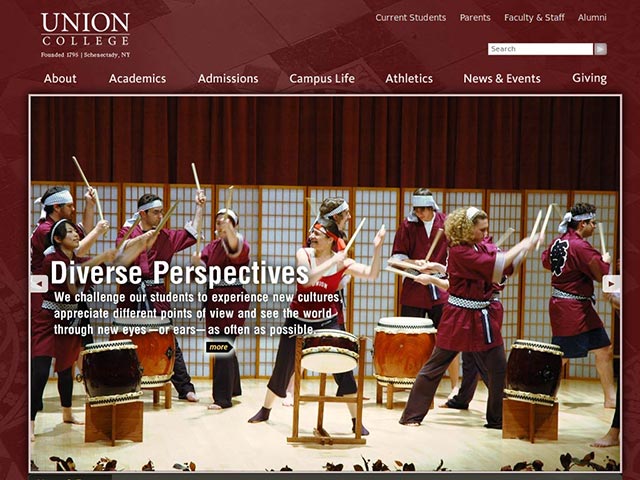 UNION
COLLEGE
Founded 1795 | Schenectady, NY
Current Students Parents Faculty & Staff Alumni
Search
About Academics Admissions Campus Life Athletics News & Events Giving
Diverse Perspectives
We challenge our students to experience new cultures,
appreciate different points of view and see the world
through new eyes—or ears—as often as possible.
more
UNION